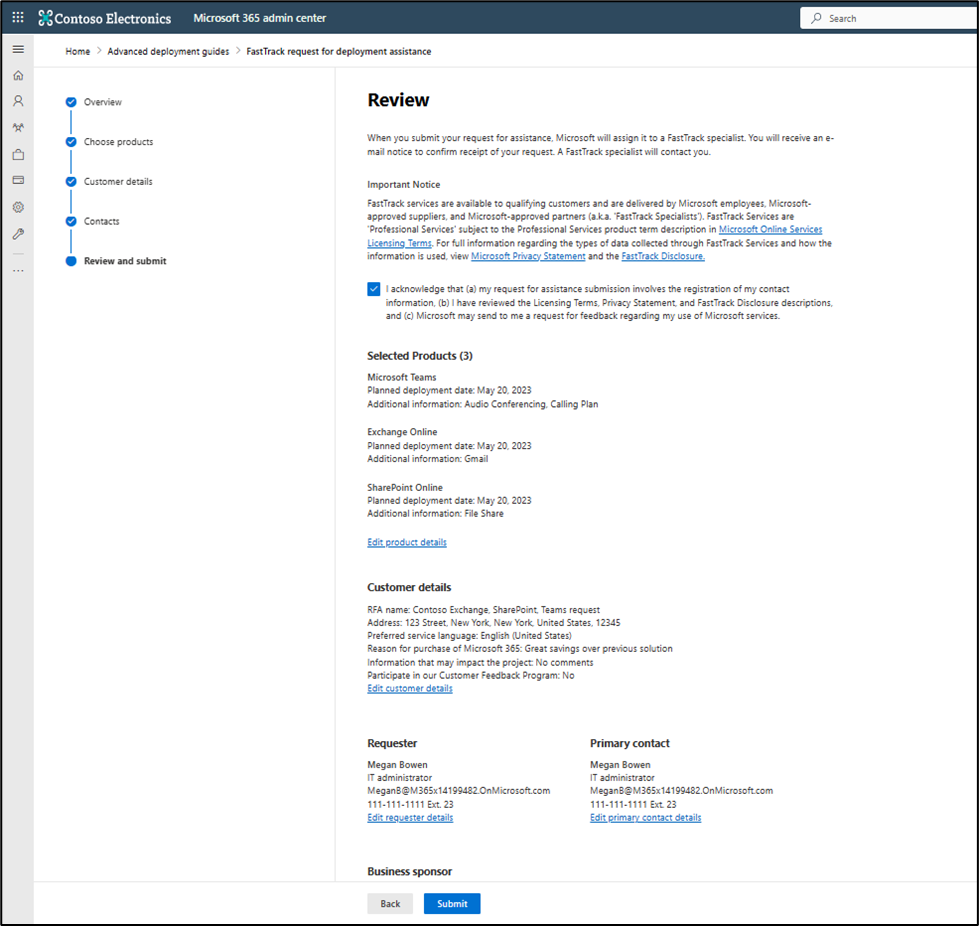 Contoso Electronics
Microsoft 365 admin center
Search
Home > Advanced deployment guides > FastTrack request for deployment assistance
Overview
Choose products
Customer details
Contacts
Review and submit
Review
When you submit your request for assistance, Microsoft will assign it to a FastTrack specialist. You will receive an e-
mail notice to confirm receipt of your request. A FastTrack specialist will contact you.
Important Notice
FastTrack services are available to qualifying customers and are delivered by Microsoft employees, Microsoft-
approved suppliers, and Microsoft-approved partners (a.k.a. 'FastTrack Specialists'). FastTrack Services are
'Professional Services' subject to the Professional Services product term description in Microsoft Online Services
Licensing Terms. For full information regarding the types of data collected through FastTrack Services and how the
information is used, view Microsoft Privacy Statement and the FastTrack Disclosure.
I acknowledge that (a) my request for assistance submission involves the registration of my contact
information, (b) I have reviewed the Licensing Terms, Privacy Statement, and FastTrack Disclosure descriptions,
and (c) Microsoft may send to me a request for feedback regarding my use of Microsoft services.
Selected Products (3)
Microsoft Teams
Planned deployment date: May 20, 2023
Additional information: Audio Conferencing, Calling Plan
Exchange Online
Planned deployment date: May 20, 2023
Additional information: Gmail
SharePoint Online
Planned deployment date: May 20, 2023
Additional information: File Share
Edit product details
Customer details
RFA name: Contoso Exchange, SharePoint, Teams request
Address: 123 Street, New York, New York, United States, 12345
Preferred service language: English (United States)
Reason for purchase of Microsoft 365: Great savings over previous solution
Information that may impact the project: No comments
Participate in our Customer Feedback Program: No
Edit customer details
Requester
Megan Bowen
IT administrator
MeganB@M365x14199482.OnMicrosoft.com
111-111-1111 Ext. 23
Edit requester details
Primary contact
Megan Bowen
IT administrator
MeganB@M365x14199482.OnMicrosoft.com
111-111-1111 Ext. 23
Edit primary contact details
Business sponsor
Back
Submit